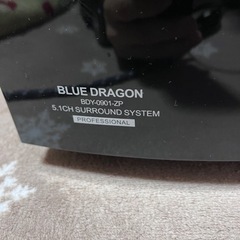 BLUE DRAGON
BDY-0901-ZP
5.1CH SURROUND SYSTEM
PROFESSIONAL